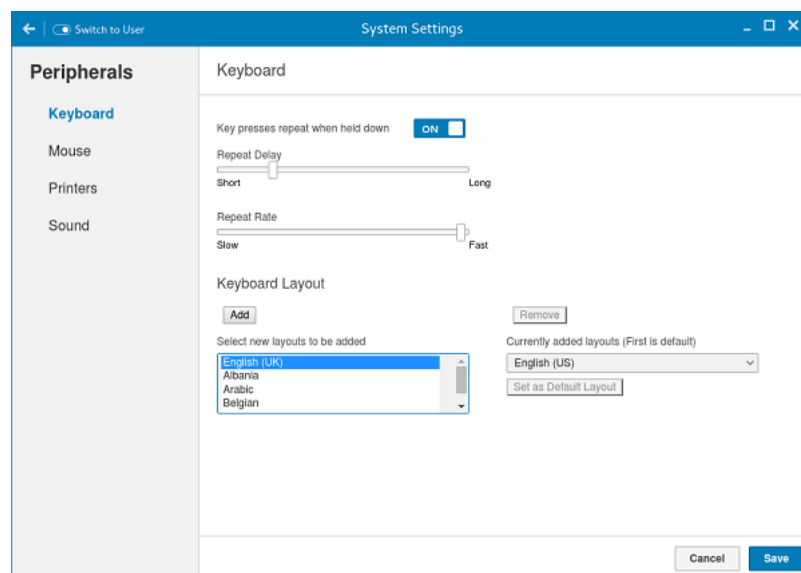 Switch to User
System Settings
Peripherals
Keyboard
Mouse
Printers
Sound
Keyboard
Key presses repeat when held down
ON
Repeat Delay
Short
Long
Repeat Rate
Slow
Fast
Keyboard Layout
Add
Remove
Select new layouts to be added
Currently added layouts (First is default)
English (UK)
Albania
Arabic
Belgian
English (US)
Set as Default Layout
Cancel
Save